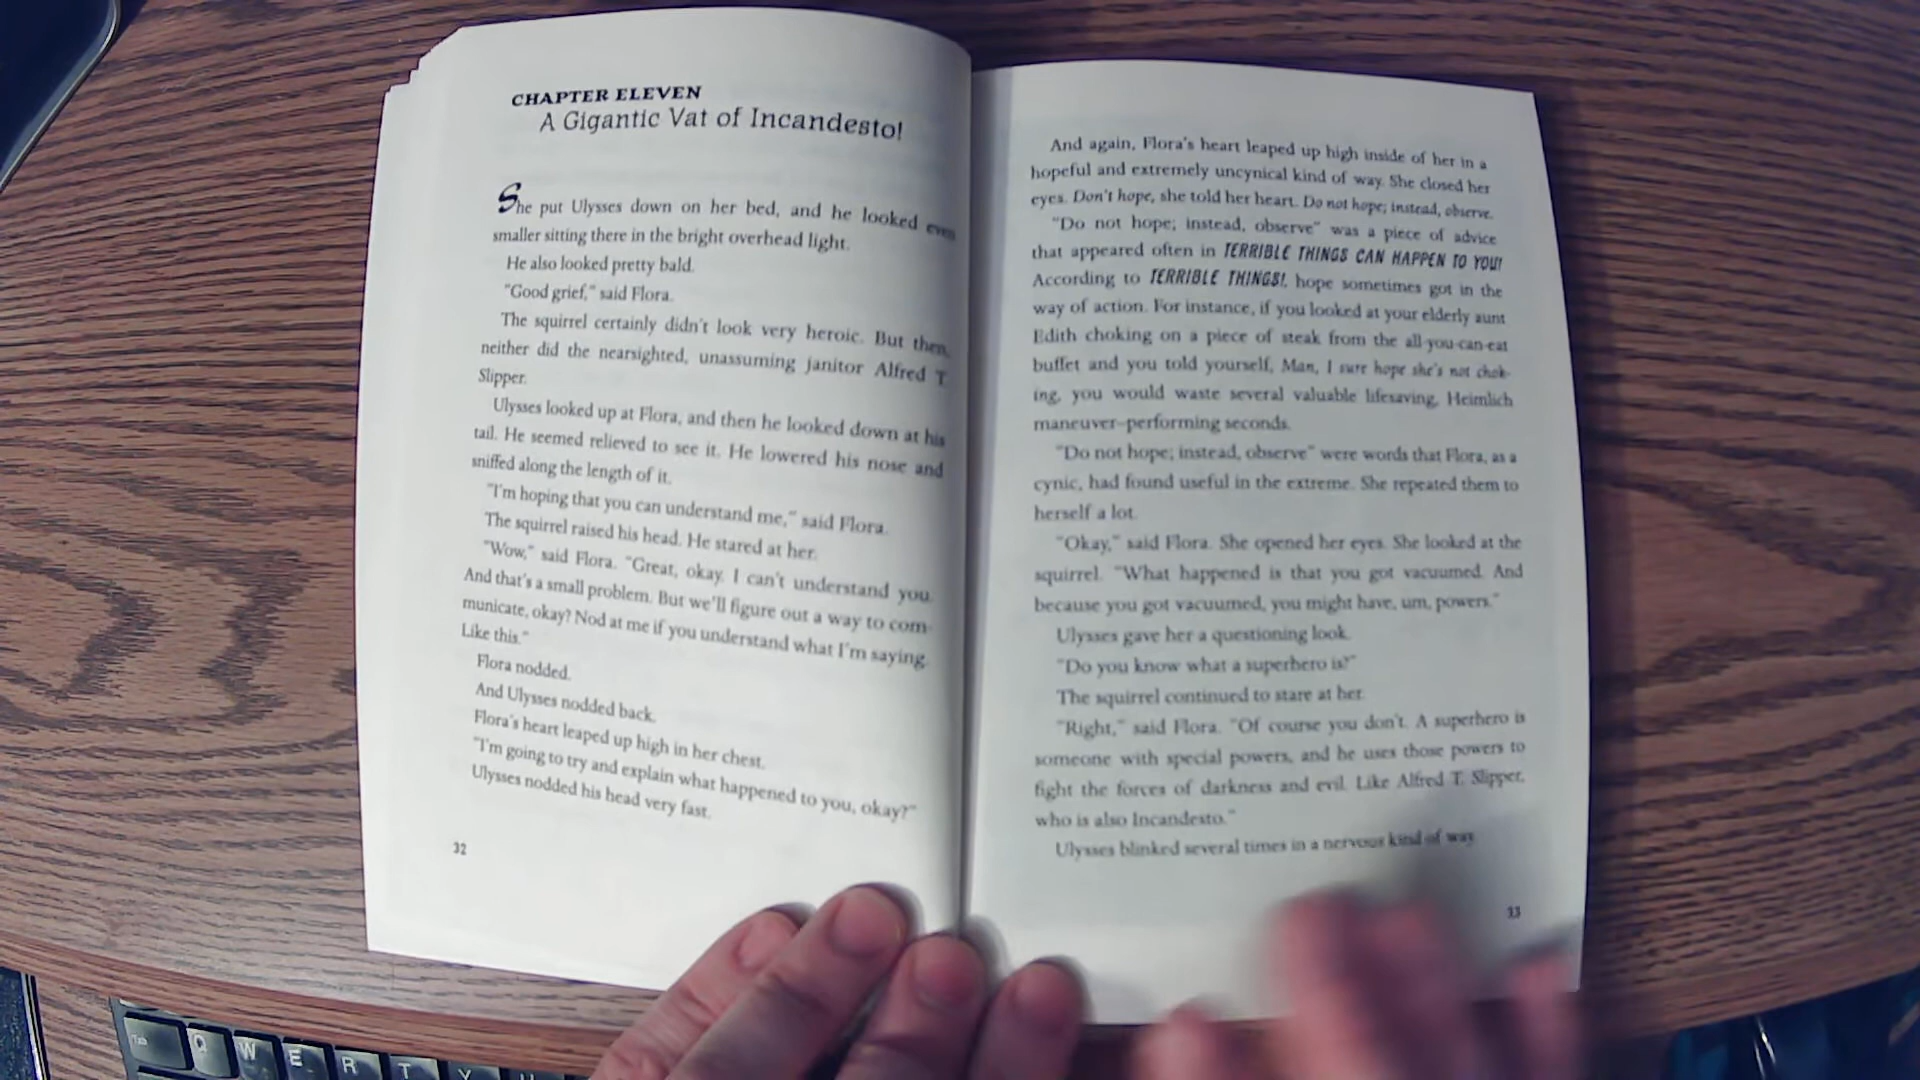 CHAPTER ELEVEN
A Gigantic Vat of Incandesto!
She put Ulysses down on her bed, and he looked even
smaller sitting there in the bright overhead light.
He also looked pretty bald.
"Good grief," said Flora.
The squirrel certainly didn't look very heroic. But then,
neither did the nearsighted, unassuming janitor Alfred T.
Slipper.
Ulysses looked up at Flora, and then he looked down at his
tail. He seemed relieved to see it. He lowered his nose and
sniffed along the length of it.
"I'm hoping that you can understand me," said Flora.
The squirrel raised his head. He stared at her.
"Wow," said Flora. "Great, okay. I can't understand you.
And that's a small problem. But we'll figure out a way to com-
municate, okay? Nod at me if you understand what I'm saying.
Like this."
Flora nodded.
And Ulysses nodded back.
Flora's heart leaped up high in her chest.
"I'm going to try and explain what happened to you, okay?"
Ulysses nodded his head very fast.
32
And again, Flora's heart leaped up high inside of her in a
hopeful and extremely uncynical kind of way. She closed her
eyes. Don't hope, she told her heart. Do not hope; instead, observe.
"Do not hope; instead, observe" was a piece of advice
that appeared often in TERRIBLE THINGS CAN HAPPEN TO YOU!
According to TERRIBLE THINGS!, hope sometimes got in the
way of action. For instance, if you looked at your elderly aunt
Edith choking on a piece of steak from the all-you-can-eat
buffet and you told yourself, Man, I sure hope she's not chok-
ing, you would waste several valuable lifesaving, Heimlich
maneuver–performing seconds.
"Do not hope; instead, observe" were words that Flora, as a
cynic, had found useful in the extreme. She repeated them to
herself a lot.
"Okay," said Flora. She opened her eyes. She looked at the
squirrel. "What happened is that you got vacuumed. And
because you got vacuumed, you might have, um, powers."
Ulysses gave her a questioning look.
"Do you know what a superhero is?"
The squirrel continued to stare at her.
"Right," said Flora. "Of course you don't. A superhero is
someone with special powers, and he uses those powers to
fight the forces of darkness and evil. Like Alfred T. Slipper,
who is also Incandesto."
Ulysses blinked several times in a nervous kind of way.
33
Tab Q W E R T Y U